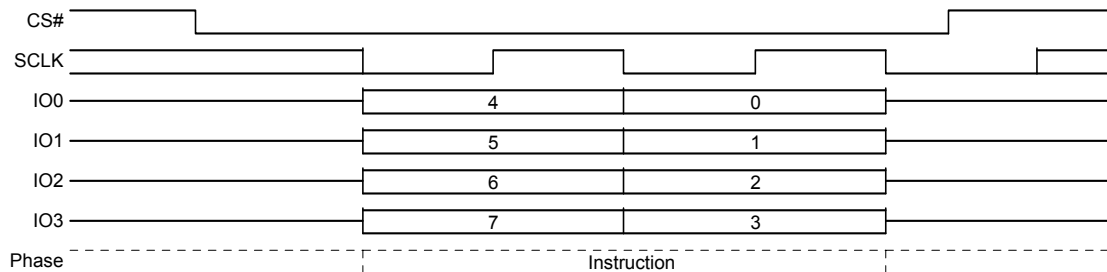 CS#
SCLK
IO0 4 0
IO1 5 1
IO2 6 2
IO3 7 3
Phase Instruction